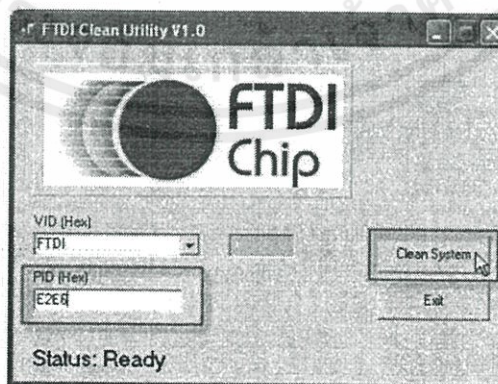 FTDI Clean Utility V1.0
FTDI
Chip
VID (Hex)
FTDI
Clean System
PID (Hex)
E2E6
Exit
Status: Ready